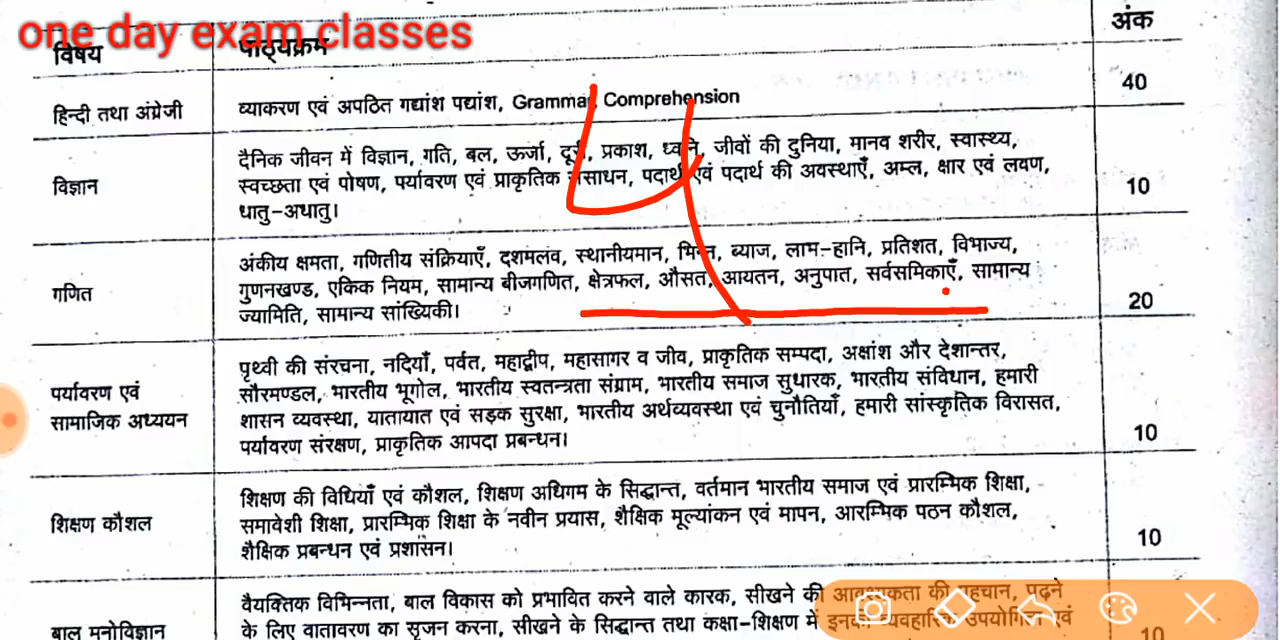 one day exam classes
विषय पाठ्यक्रम अंक
हिन्दी तथा अंग्रेजी व्याकरण एवं अपठित गद्यांश पद्यांश, Grammar, Comprehension 40
दैनिक जीवन में विज्ञान, गति, बल, ऊर्जा, दूरी, प्रकाश, ध्वनि, जीवों की दुनिया, मानव शरीर, स्वास्थ्य,
विज्ञान स्वच्छता एवं पोषण, पर्यावरण एवं प्राकृतिक संसाधन, पदार्थ एवं पदार्थ की अवस्थाएँ, अम्ल, क्षार एवं लवण, 10
धातु-अधातु।
अंकीय क्षमता, गणितीय संक्रियाएँ, दशमलव, स्थानीयमान, भिन्न, ब्याज, लाभ-हानि, प्रतिशत, विभाज्य,
गणित गुणनखण्ड, एकिक नियम, सामान्य बीजगणित, क्षेत्रफल, औसत, आयतन, अनुपात, सर्वसमिकाएँ, सामान्य 20
ज्यामिति, सामान्य सांख्यिकी।
पृथ्वी की संरचना, नदियाँ, पर्वत, महाद्वीप, महासागर व जीव, प्राकृतिक सम्पदा, अक्षांश और देशान्तर,
पर्यावरण एवं सौरमण्डल, भारतीय भूगोल, भारतीय स्वतन्त्रता संग्राम, भारतीय समाज सुधारक, भारतीय संविधान, हमारी
सामाजिक अध्ययन शासन व्यवस्था, यातायात एवं सड़क सुरक्षा, भारतीय अर्थव्यवस्था एवं चुनौतियाँ, हमारी सांस्कृतिक विरासत, 10
पर्यावरण संरक्षण, प्राकृतिक आपदा प्रबन्धन।
शिक्षण की विधियाँ एवं कौशल, शिक्षण अधिगम के सिद्धान्त, वर्तमान भारतीय समाज एवं प्रारम्भिक शिक्षा,
शिक्षण कौशल समावेशी शिक्षा, प्रारम्भिक शिक्षा के नवीन प्रयास, शैक्षिक मूल्यांकन एवं मापन, आरम्भिक पठन कौशल, 10
शैक्षिक प्रबन्धन एवं प्रशासन।
वैयक्तिक विभिन्नता, बाल विकास को प्रभावित करने वाले कारक, सीखने की आवश्यकता की पहचान, पढ़ने
बाल मनोविज्ञान के लिए वातावरण का सृजन करना, सीखने के सिद्धान्त तथा कक्षा-शिक्षण में इनकी व्यवहारिक उपयोगिता एवं 10